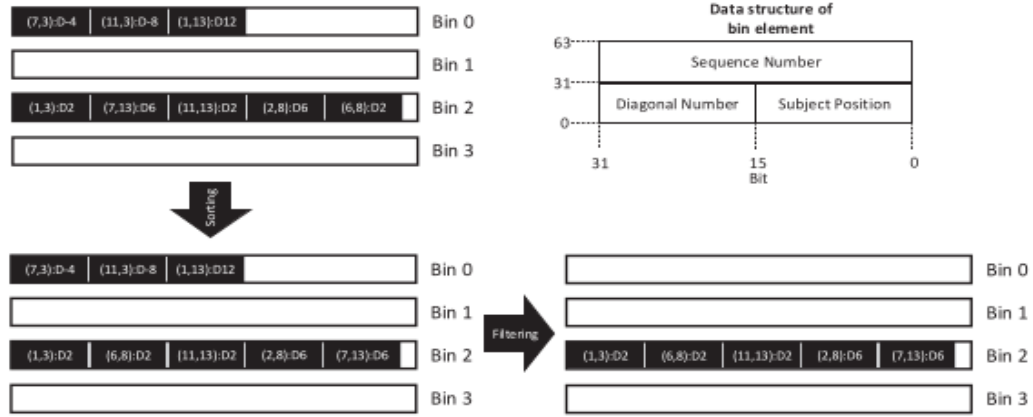 (7,3):D-4 (11,3):D-8 (1,13):D12 Bin 0
Bin 1
(1,3):D2 (7,13):D6 (11,13):D2 (2,8):D6 (6,8):D2 Bin 2
Bin 3
Data structure of
bin element
63
Sequence Number
31
Diagonal Number Subject Position
0
31 15 0
Bit
Sorting
(7,3):D-4 (11,3):D-8 (1,13):D12 Bin 0
Bin 1
(1,3):D2 (6,8):D2 (11,13):D2 (2,8):D6 (7,13):D6 Bin 2
Bin 3
Filtering
Bin 0
Bin 1
(1,3):D2 (6,8):D2 (11,13):D2 (2,8):D6 (7,13):D6 Bin 2
Bin 3